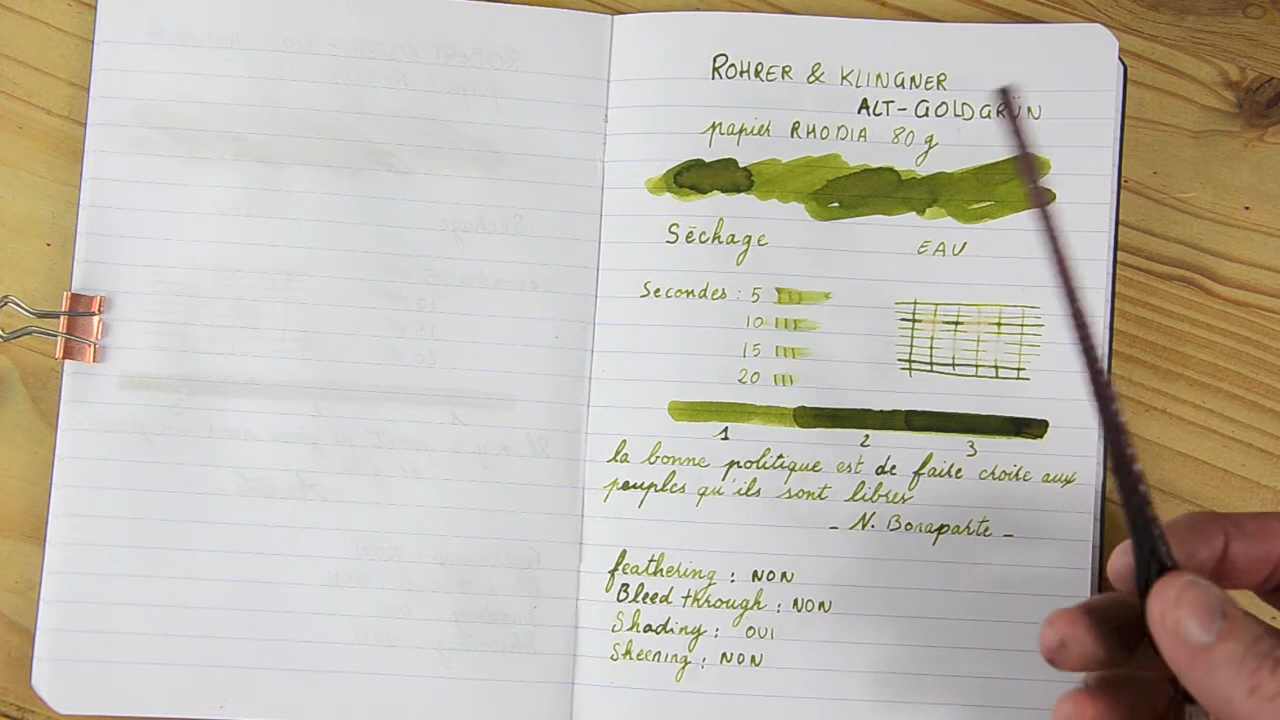 ROHRER & KLINGNER
ALT-GOLDGRÜN
papier RHODIA 80 g
Séchage
EAU
Secondes : 5
10
15
20
1 2 3
la bonne politique est de faire croire aux
peuples qu'ils sont libres
- N. Bonaparte -
feathering : NON
Bleed through : NON
Shading : OUI
Sheening : NON